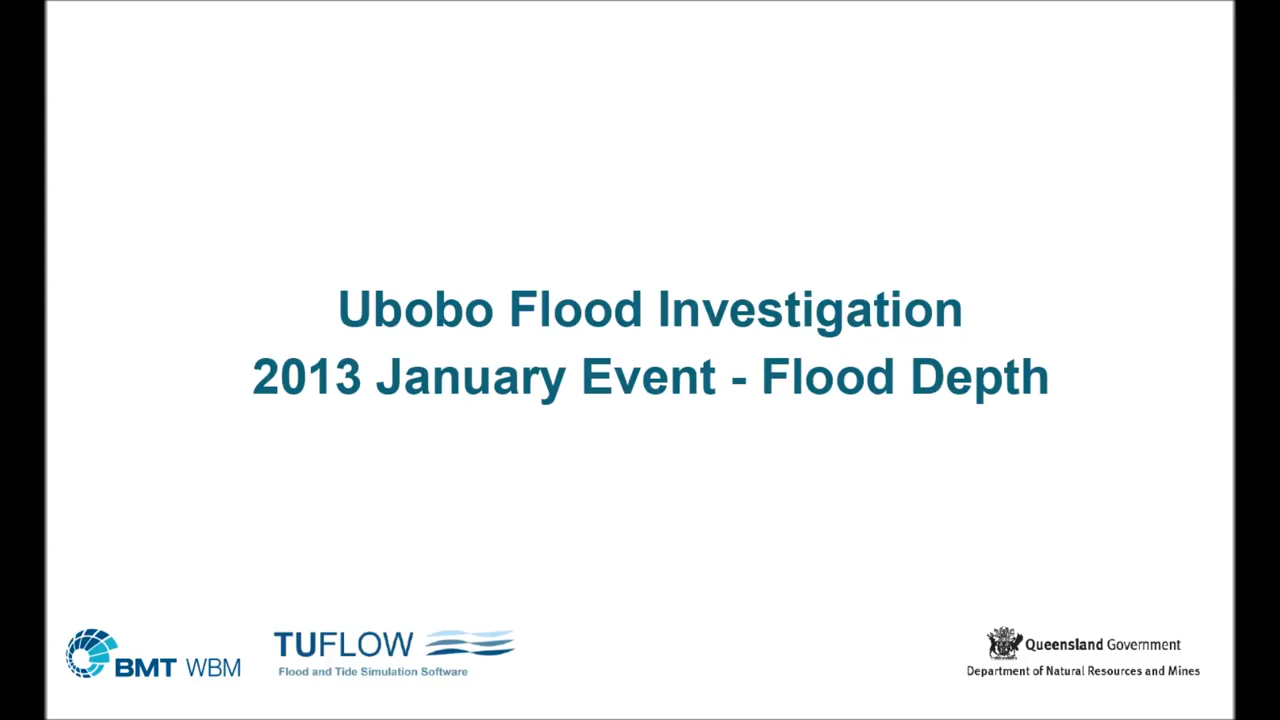 Ubobo Flood Investigation
2013 January Event - Flood Depth
BMT WBM
TUFLOW
Flood and Tide Simulation Software
Queensland Government
Department of Natural Resources and Mines